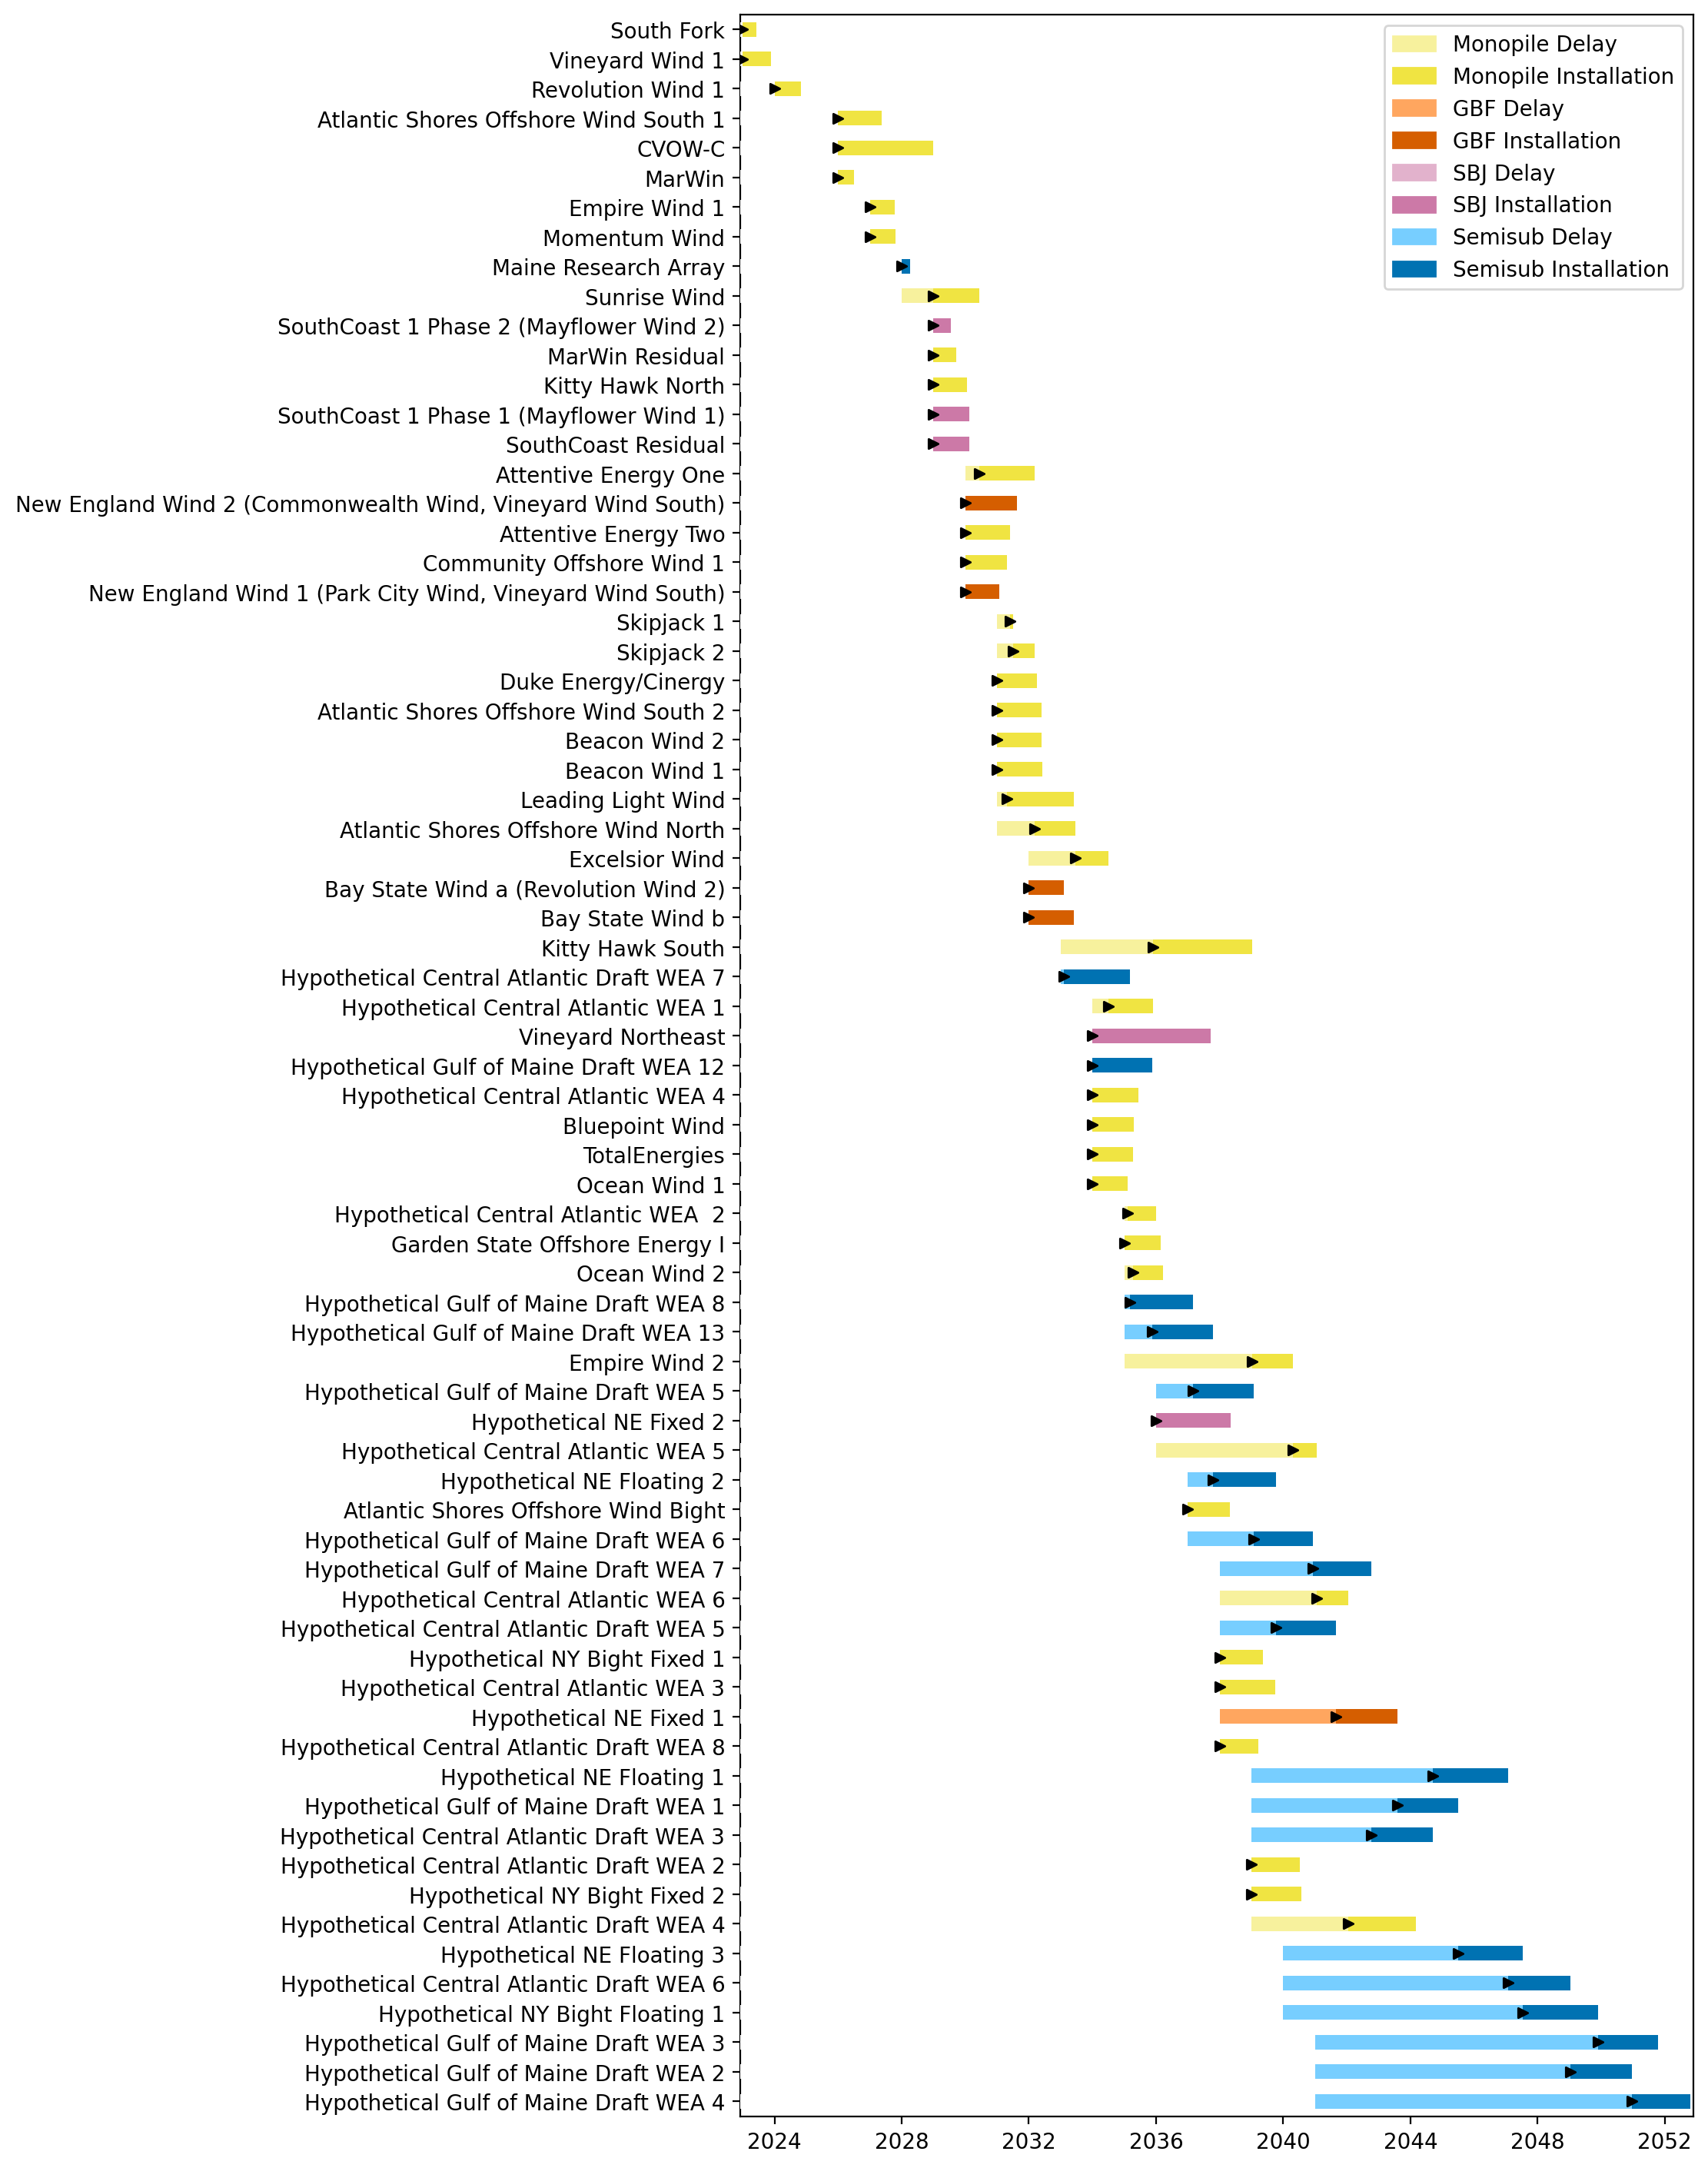 South Fork
Vineyard Wind 1
Revolution Wind 1
Atlantic Shores Offshore Wind South 1
CVOW-C
MarWin
Empire Wind 1
Momentum Wind
Maine Research Array
Sunrise Wind
SouthCoast 1 Phase 2 (Mayflower Wind 2)
MarWin Residual
Kitty Hawk North
SouthCoast 1 Phase 1 (Mayflower Wind 1)
SouthCoast Residual
Attentive Energy One
New England Wind 2 (Commonwealth Wind, Vineyard Wind South)
Attentive Energy Two
Community Offshore Wind 1
New England Wind 1 (Park City Wind, Vineyard Wind South)
Skipjack 1
Skipjack 2
Duke Energy/Cinergy
Atlantic Shores Offshore Wind South 2
Beacon Wind 2
Beacon Wind 1
Leading Light Wind
Atlantic Shores Offshore Wind North
Excelsior Wind
Bay State Wind a (Revolution Wind 2)
Bay State Wind b
Kitty Hawk South
Hypothetical Central Atlantic Draft WEA 7
Hypothetical Central Atlantic WEA 1
Vineyard Northeast
Hypothetical Gulf of Maine Draft WEA 12
Hypothetical Central Atlantic WEA 4
Bluepoint Wind
TotalEnergies
Ocean Wind 1
Hypothetical Central Atlantic WEA  2
Garden State Offshore Energy I
Ocean Wind 2
Hypothetical Gulf of Maine Draft WEA 8
Hypothetical Gulf of Maine Draft WEA 13
Empire Wind 2
Hypothetical Gulf of Maine Draft WEA 5
Hypothetical NE Fixed 2
Hypothetical Central Atlantic WEA 5
Hypothetical NE Floating 2
Atlantic Shores Offshore Wind Bight
Hypothetical Gulf of Maine Draft WEA 6
Hypothetical Gulf of Maine Draft WEA 7
Hypothetical Central Atlantic WEA 6
Hypothetical Central Atlantic Draft WEA 5
Hypothetical NY Bight Fixed 1
Hypothetical Central Atlantic WEA 3
Hypothetical NE Fixed 1
Hypothetical Central Atlantic Draft WEA 8
Hypothetical NE Floating 1
Hypothetical Gulf of Maine Draft WEA 1
Hypothetical Central Atlantic Draft WEA 3
Hypothetical Central Atlantic Draft WEA 2
Hypothetical NY Bight Fixed 2
Hypothetical Central Atlantic Draft WEA 4
Hypothetical NE Floating 3
Hypothetical Central Atlantic Draft WEA 6
Hypothetical NY Bight Floating 1
Hypothetical Gulf of Maine Draft WEA 3
Hypothetical Gulf of Maine Draft WEA 2
Hypothetical Gulf of Maine Draft WEA 4
Monopile Delay
Monopile Installation
GBF Delay
GBF Installation
SBJ Delay
SBJ Installation
Semisub Delay
Semisub Installation
2024 2028 2032 2036 2040 2044 2048 2052